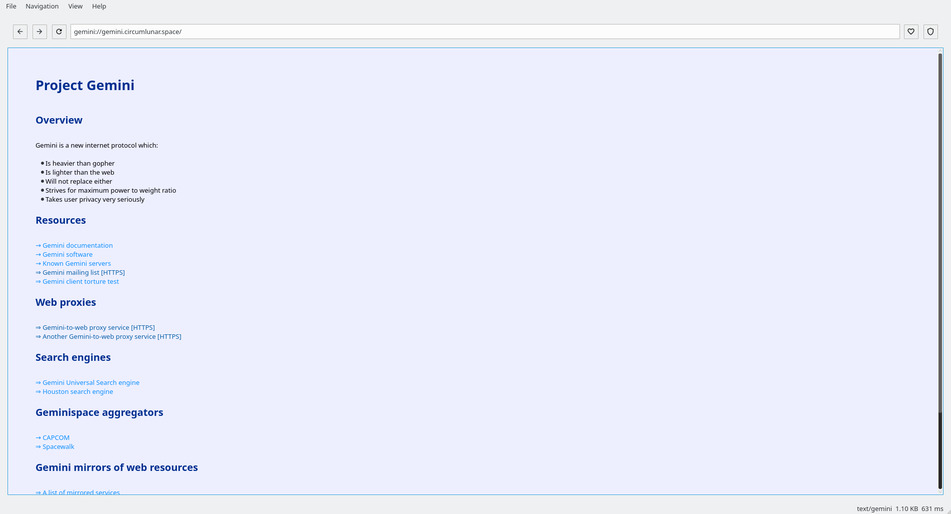 File Navigation View Help
gemini://gemini.circumlunar.space/
Project Gemini
Overview
Gemini is a new internet protocol which:
Is heavier than gopher
Is lighter than the web
Will not replace either
Strives for maximum power to weight ratio
Takes user privacy very seriously
Resources
→ Gemini documentation
→ Gemini software
→ Known Gemini servers
⇒ Gemini mailing list [HTTPS]
→ Gemini client torture test
Web proxies
⇒ Gemini-to-web proxy service [HTTPS]
⇒ Another Gemini-to-web proxy service [HTTPS]
Search engines
→ Gemini Universal Search engine
→ Houston search engine
Geminispace aggregators
→ CAPCOM
→ Spacewalk
Gemini mirrors of web resources
→ A list of mirrored services
text/gemini 1.10 KB 631 ms